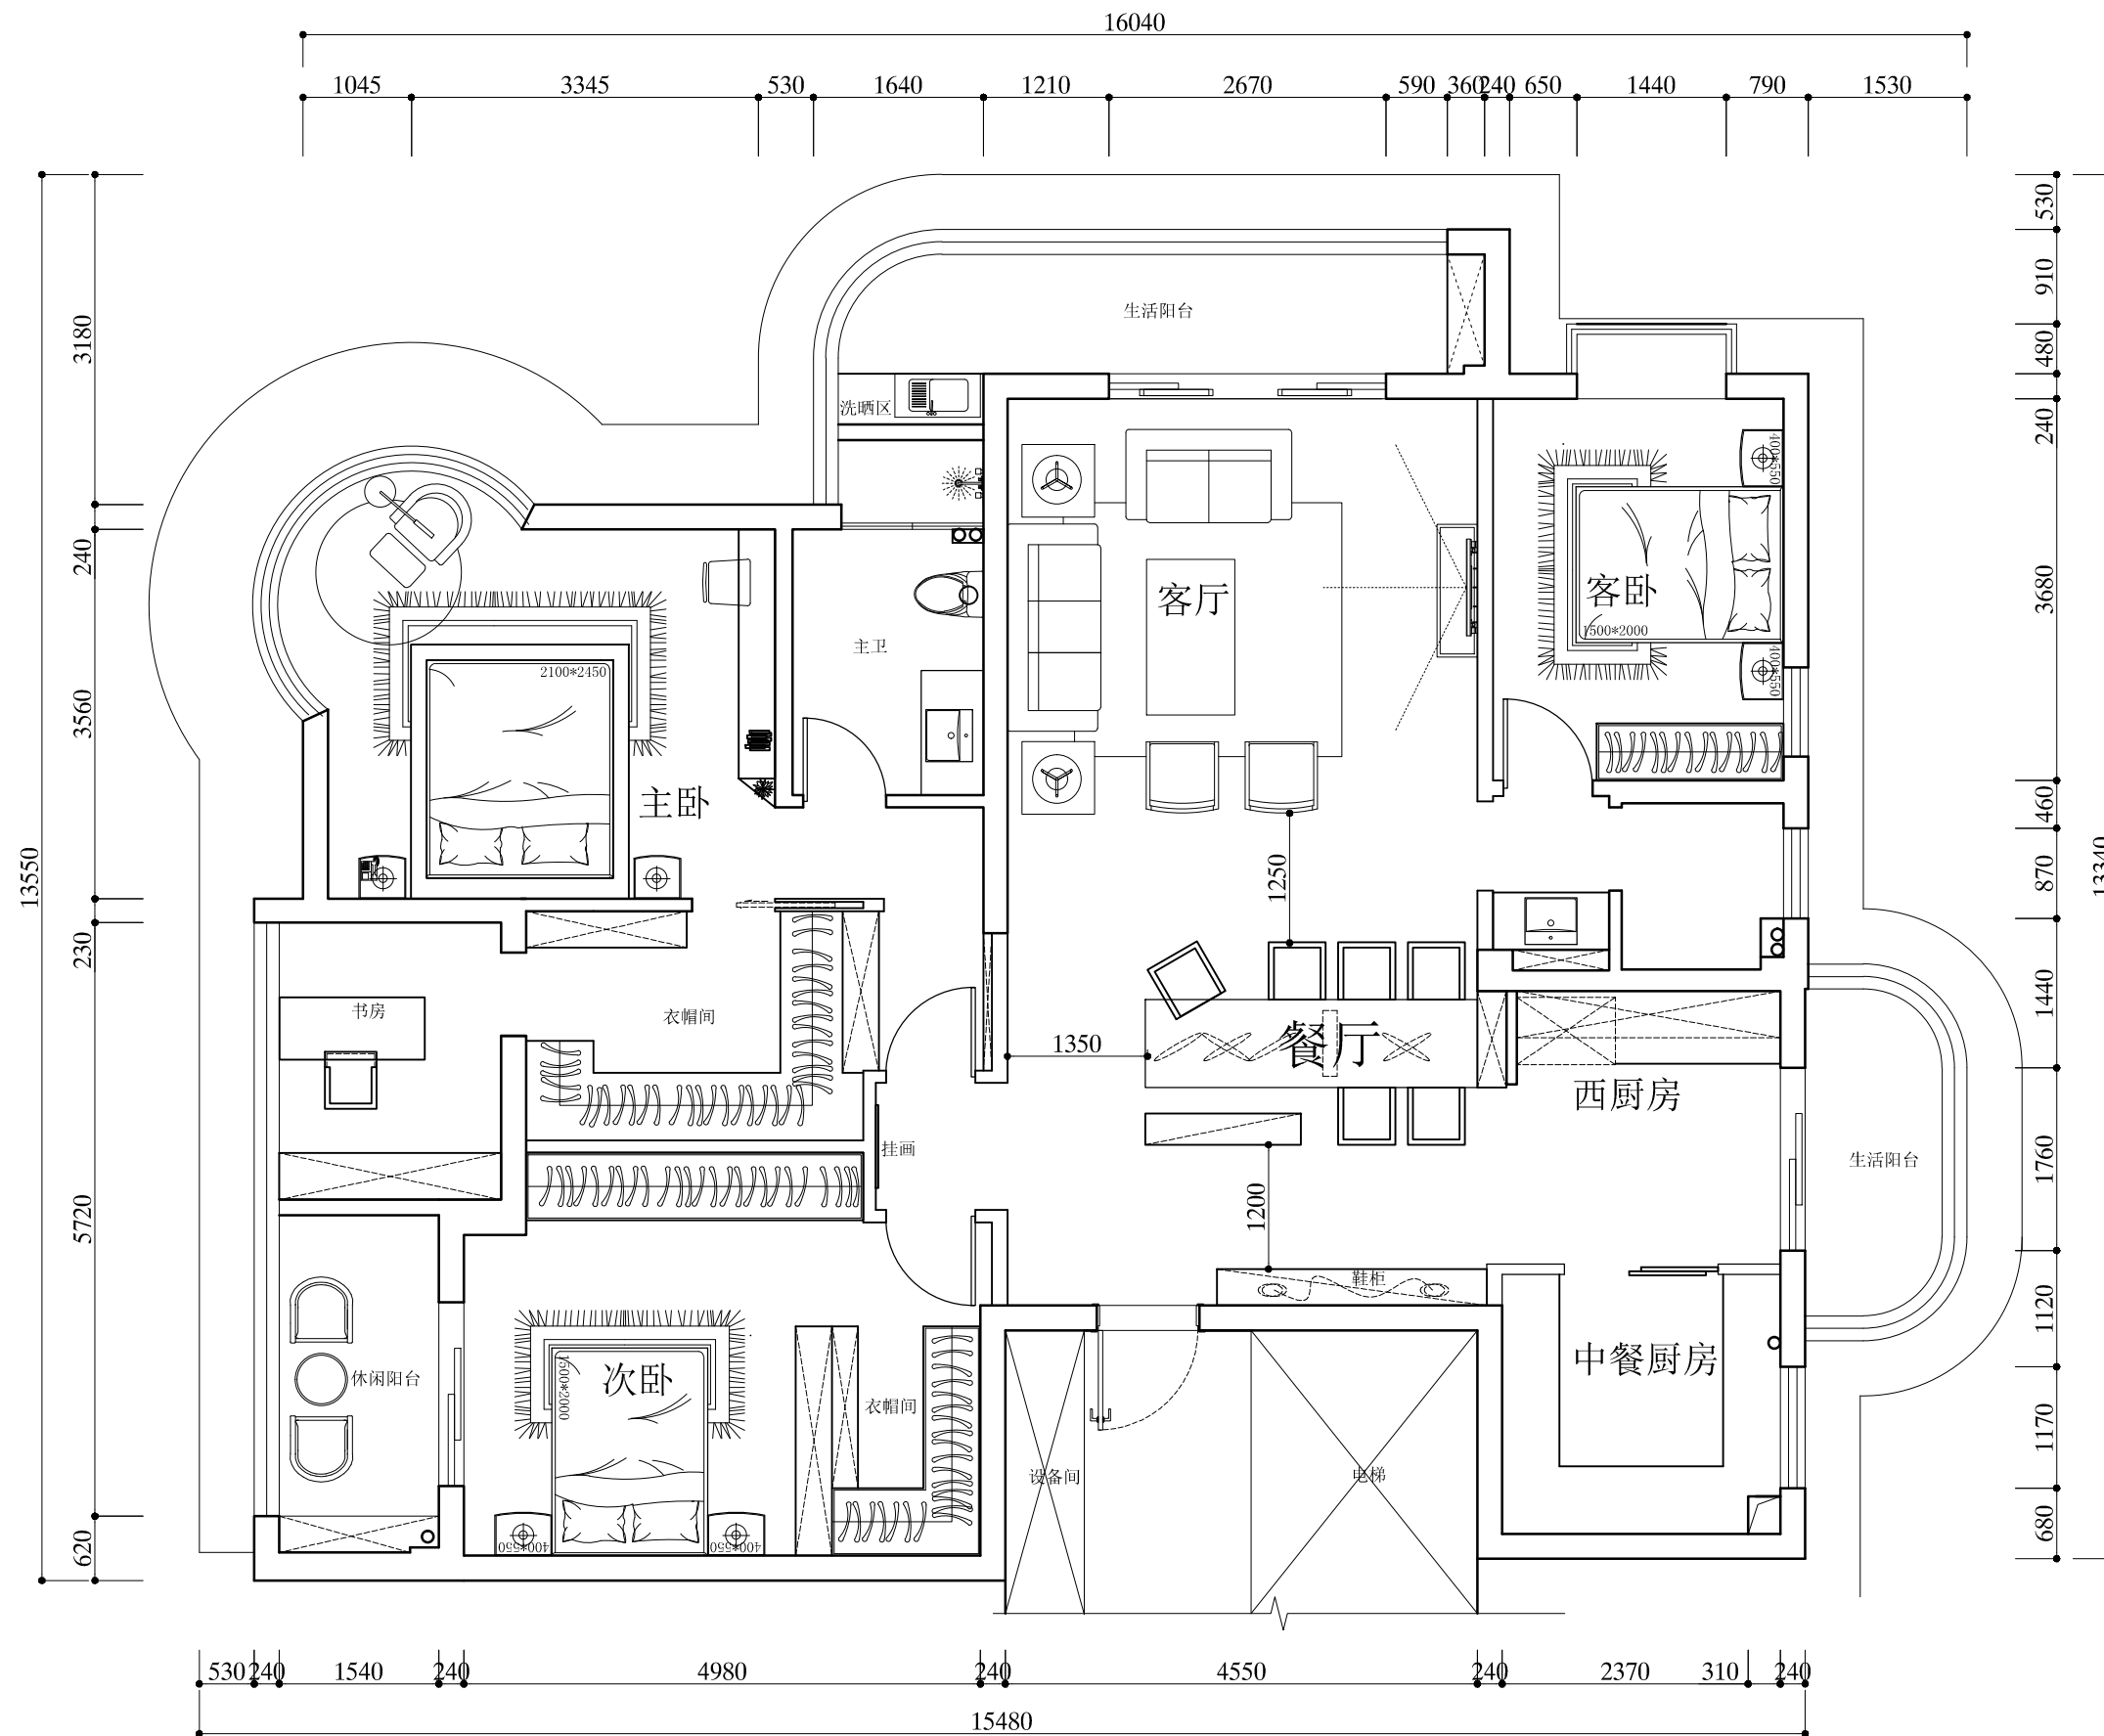 16040
1045 3345 530 1640 1210 2670 590 360 240 650 1440 790 1530
530
910
480
240
3680
460
870
1440
1760
1120
1170
680
13340
13550
3180
240
3560
230
5720
620
生活阳台
洗晒区
400*550
客厅
客卧
1500*2000
400*550
主卫
2100*2450
主卧
1250
书房
衣帽间
餐厅
1350
西厨房
挂画
生活阳台
1200
鞋柜
中餐厨房
次卧
1500*2000
休闲阳台
衣帽间
设备间
电梯
400*550
400*550
530 240 1540 240 4980 240 4550 240 2370 310 240
15480